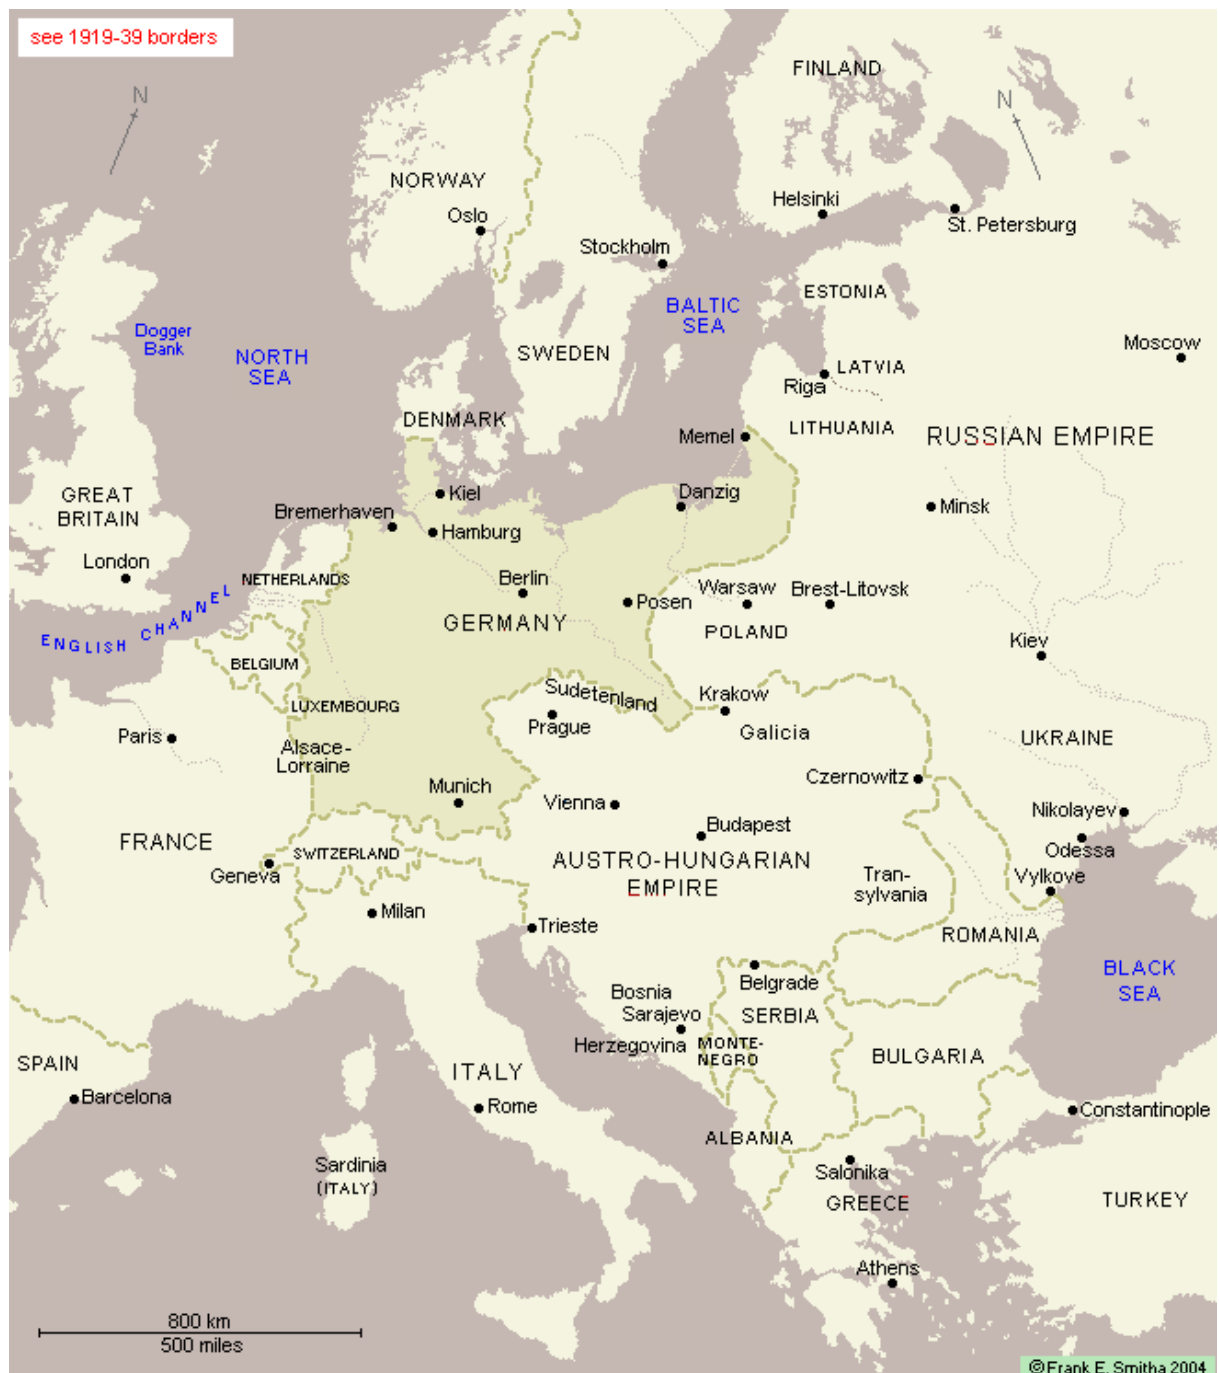 see 1919-39 borders
N
N
FINLAND
NORWAY
Oslo
Helsinki
St. Petersburg
Stockholm
ESTONIA
BALTIC
SEA
Dogger
Bank
NORTH
SEA
SWEDEN
Moscow
LATVIA
Riga
DENMARK
Memel
LITHUANIA
RUSSIAN EMPIRE
GREAT
BRITAIN
Kiel
Danzig
Minsk
Bremerhaven
Hamburg
London
NETHERLANDS
Berlin
Warsaw
Brest-Litovsk
Posen
ENGLISH CHANNEL
GERMANY
POLAND
Kiev
BELGIUM
Sudetenland
Krakow
LUXEMBOURG
Prague
Galicia
Paris
UKRAINE
Alsace-
Lorraine
Czernowitz
Munich
Vienna
Nikolayev
Budapest
FRANCE
Odessa
SWITZERLAND
AUSTRO-HUNGARIAN
EMPIRE
Geneva
Tran-
sylvania
Vylkove
Milan
Trieste
ROMANIA
BLACK
SEA
Belgrade
Bosnia
Sarajevo
Herzegovina
SERBIA
MONTE-
NEGRO
BULGARIA
SPAIN
ITALY
Barcelona
Rome
Constantinople
ALBANIA
Sardinia
(ITALY)
Salonika
GREECE
TURKEY
Athens
800 km
500 miles
©Frank E. Smitha 2004